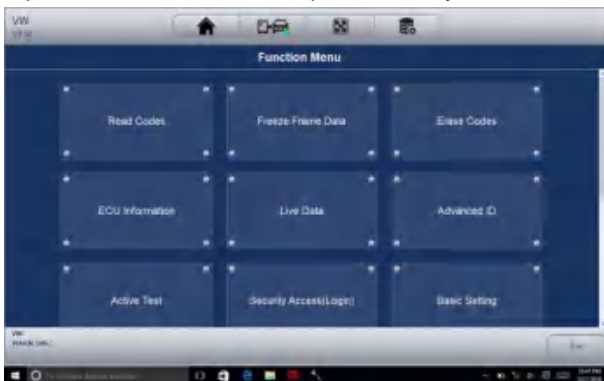 VW
Function Menu
Read Codes
Freeze Frame Data
Erase Codes
ECU Information
Live Data
Advanced ID
Active Test
Security Access(Login)
Basic Setting
VW